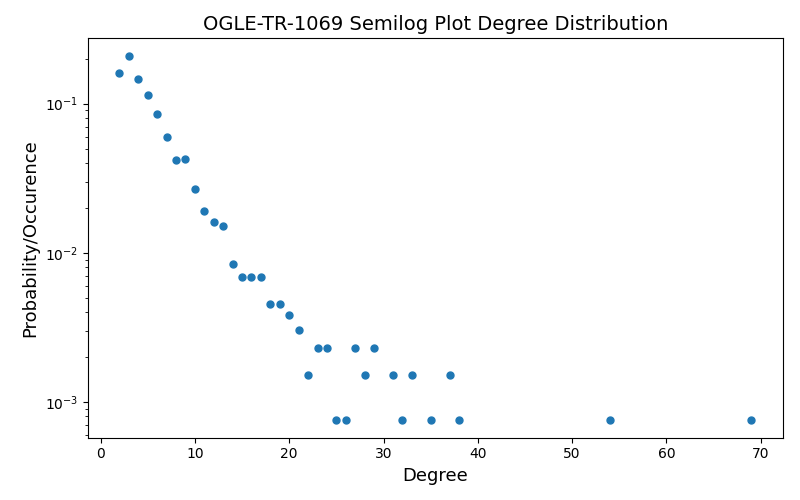 OGLE-TR-1069 Semilog Plot Degree Distribution
Probability/Occurence
10⁻¹
10⁻²
10⁻³
0 10 20 30 40 50 60 70
Degree